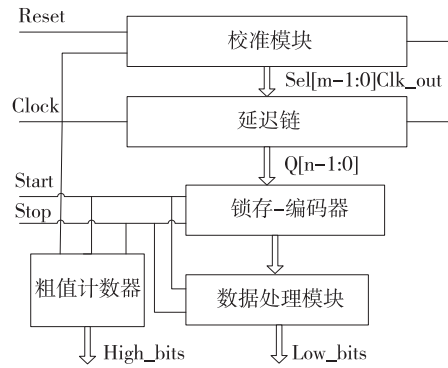 Reset
校准模块
Sel[m-1:0]Clk_out
Clock
延迟链
Q[n-1:0]
Start
锁存-编码器
Stop
粗值计数器
数据处理模块
High_bits
Low_bits